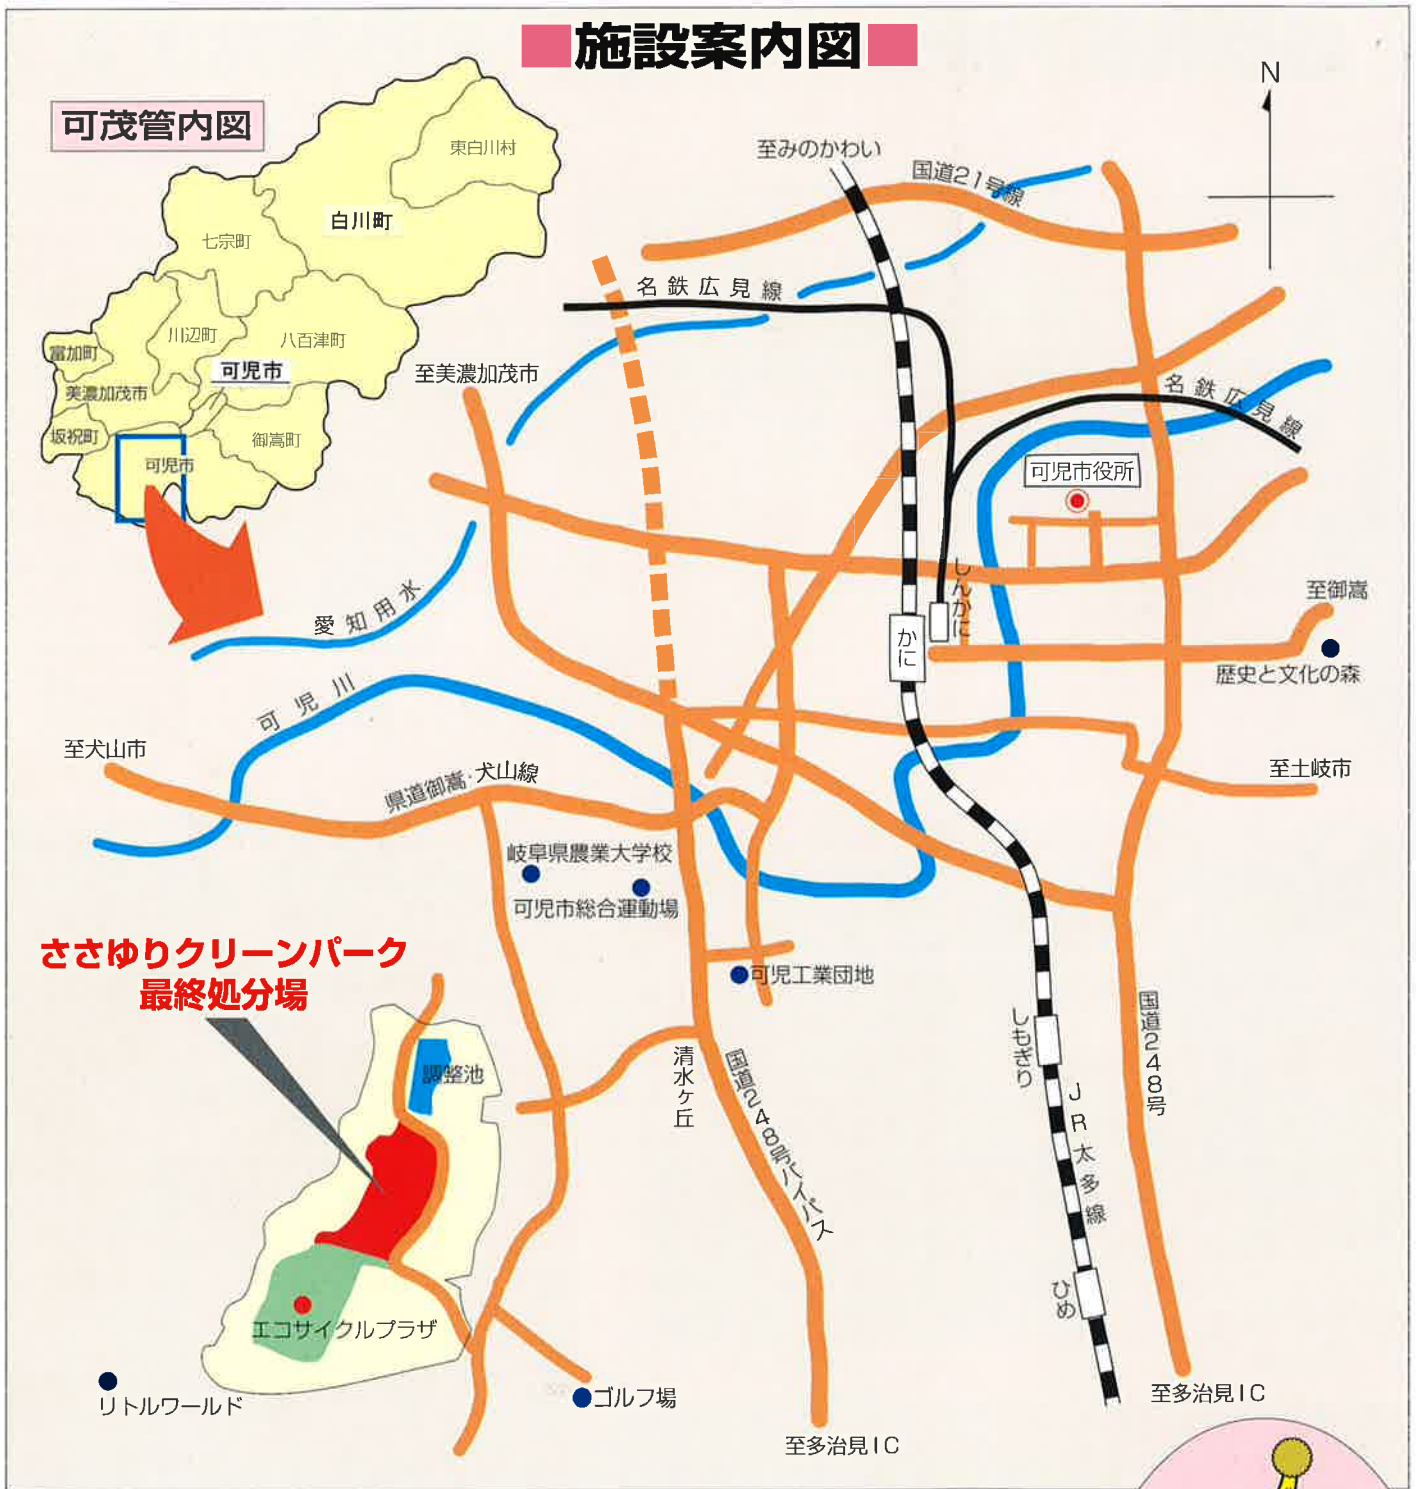 ■施設案内図■
可茂管内図
東白川村
白川町
七宗町
川辺町
八百津町
富加町
可児市
美濃加茂市
坂祝町
御嵩町
可児市
N
至みのかわい
国道21号線
名鉄広見線
至美濃加茂市
名鉄広見線
可児市役所
しんかに
かに
至御嵩
歴史と文化の森
愛知用水
可児川
至犬山市
県道御嵩・犬山線
至土岐市
岐阜県農業大学校
可児市総合運動場
ささゆりクリーンパーク
最終処分場
可児工業団地
調整池
清水ヶ丘
国道248号バイパス
しもぎり
国道248号
JR太多線
ひめ
エコサイクルプラザ
リトルワールド
ゴルフ場
至多治見IC
至多治見IC